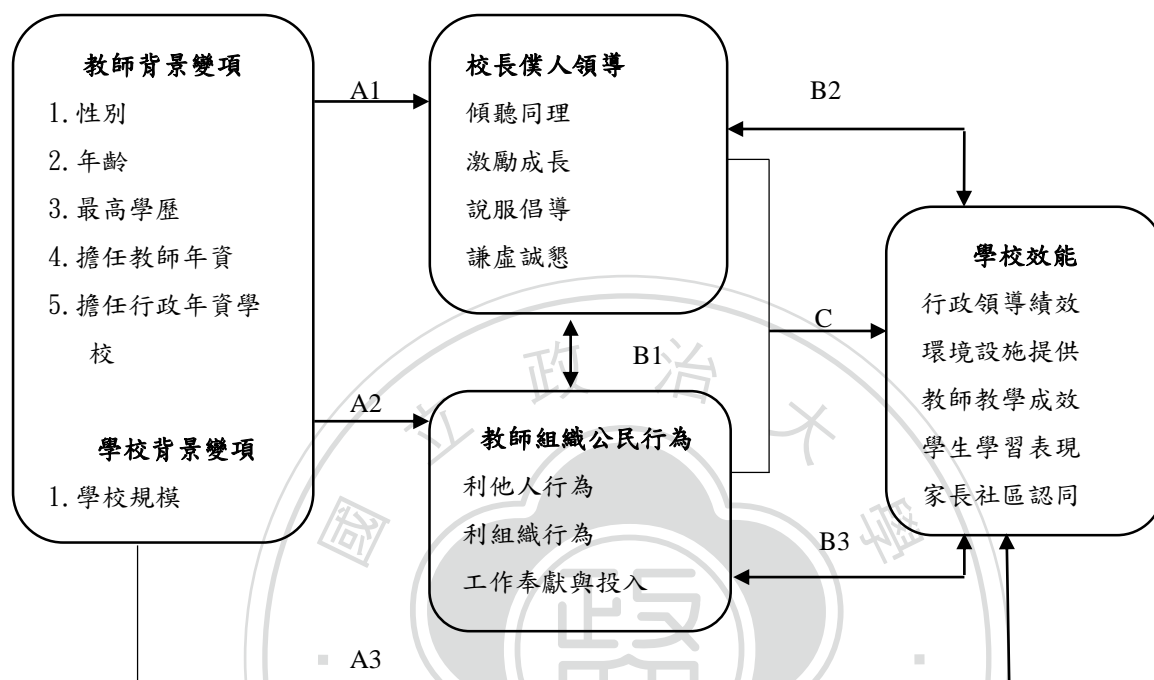 教師背景變項
1.性別
2.年齡
3.最高學歷
4.擔任教師年資
5.擔任行政年資學
校
學校背景變項
1.學校規模
A1
A2
A3
校長僕人領導
傾聽同理
激勵成長
說服倡導
謙虛誠懇
B1
教師組織公民行為
利他人行為
利組織行為
工作奉獻與投入
B2
C
B3
學校效能
行政領導績效
環境設施提供
教師教學成效
學生學習表現
家長社區認同
國立政治大學